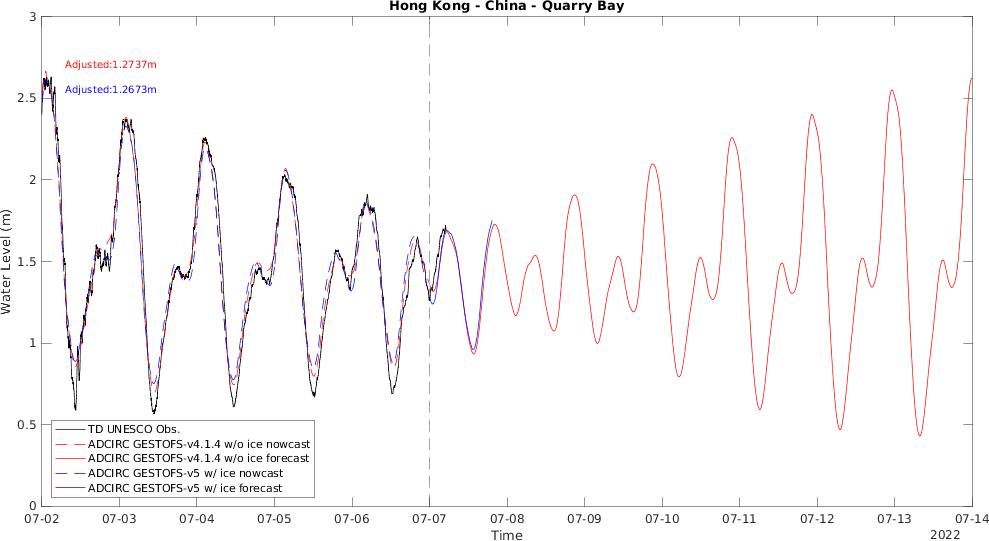 Hong Kong - China - Quarry Bay
3
Adjusted:1.2737m
Adjusted:1.2673m
2.5
2
1.5
1
0.5
0
Water Level (m)
TD UNESCO Obs.
ADCIRC GESTOFS-v4.1.4 w/o ice nowcast
ADCIRC GESTOFS-v4.1.4 w/o ice forecast
ADCIRC GESTOFS-v5 w/ ice nowcast
ADCIRC GESTOFS-v5 w/ ice forecast
07-02 07-03 07-04 07-05 07-06 07-07 07-08 07-09 07-10 07-11 07-12 07-13 07-14
Time
2022